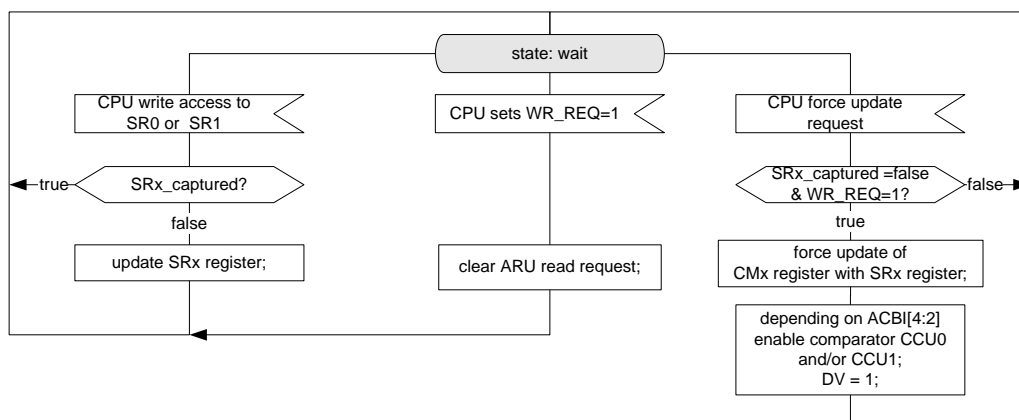 state: wait
CPU write access to
SR0 or SR1
CPU sets WR_REQ=1
CPU force update
request
true
SRx_captured?
SRx_captured =false
& WR_REQ=1?
false
false
true
update SRx register;
clear ARU read request;
force update of
CMx register with SRx register;
depending on ACBI[4:2]
enable comparator CCU0
and/or CCU1;
DV = 1;